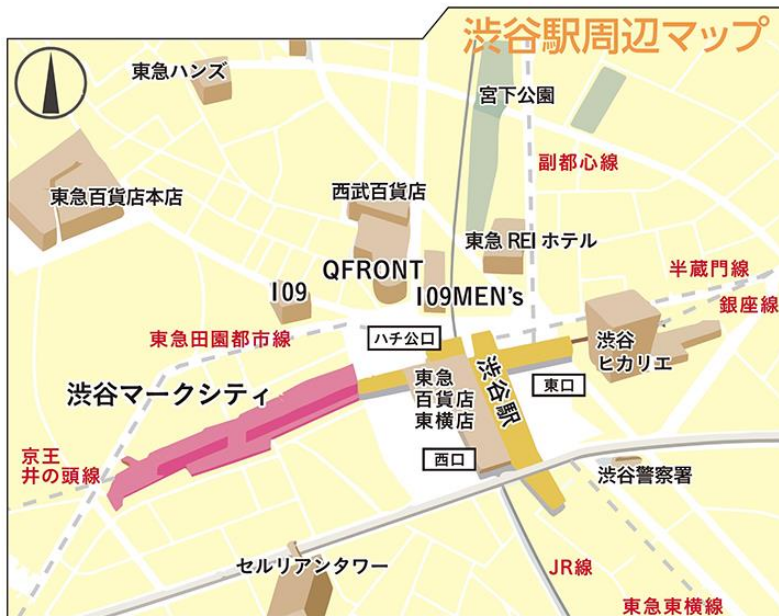 渋谷駅周辺マップ
東急ハンズ
宮下公園
副都心線
東急百貨店本店
西武百貨店
東急 REI ホテル
QFRONT
109
109MEN's
半蔵門線
銀座線
東急田園都市線
ハチ公口
渋谷
ヒカリエ
渋谷マークシティ
東急
百貨店
東横店
渋谷駅
東口
京王
井の頭線
西口
渋谷警察署
セルリアンタワー
JR線
東急東横線